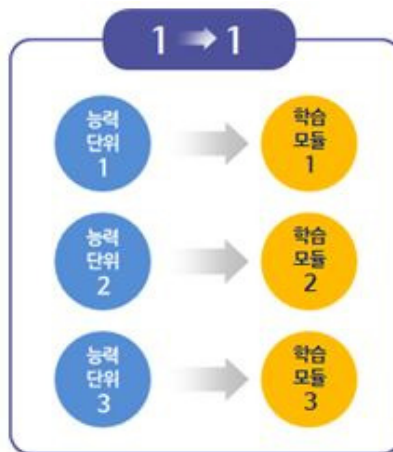 1 → 1
능력 학습
단위 모듈
1 1
능력 학습
단위 모듈
2 2
능력 학습
단위 모듈
3 3